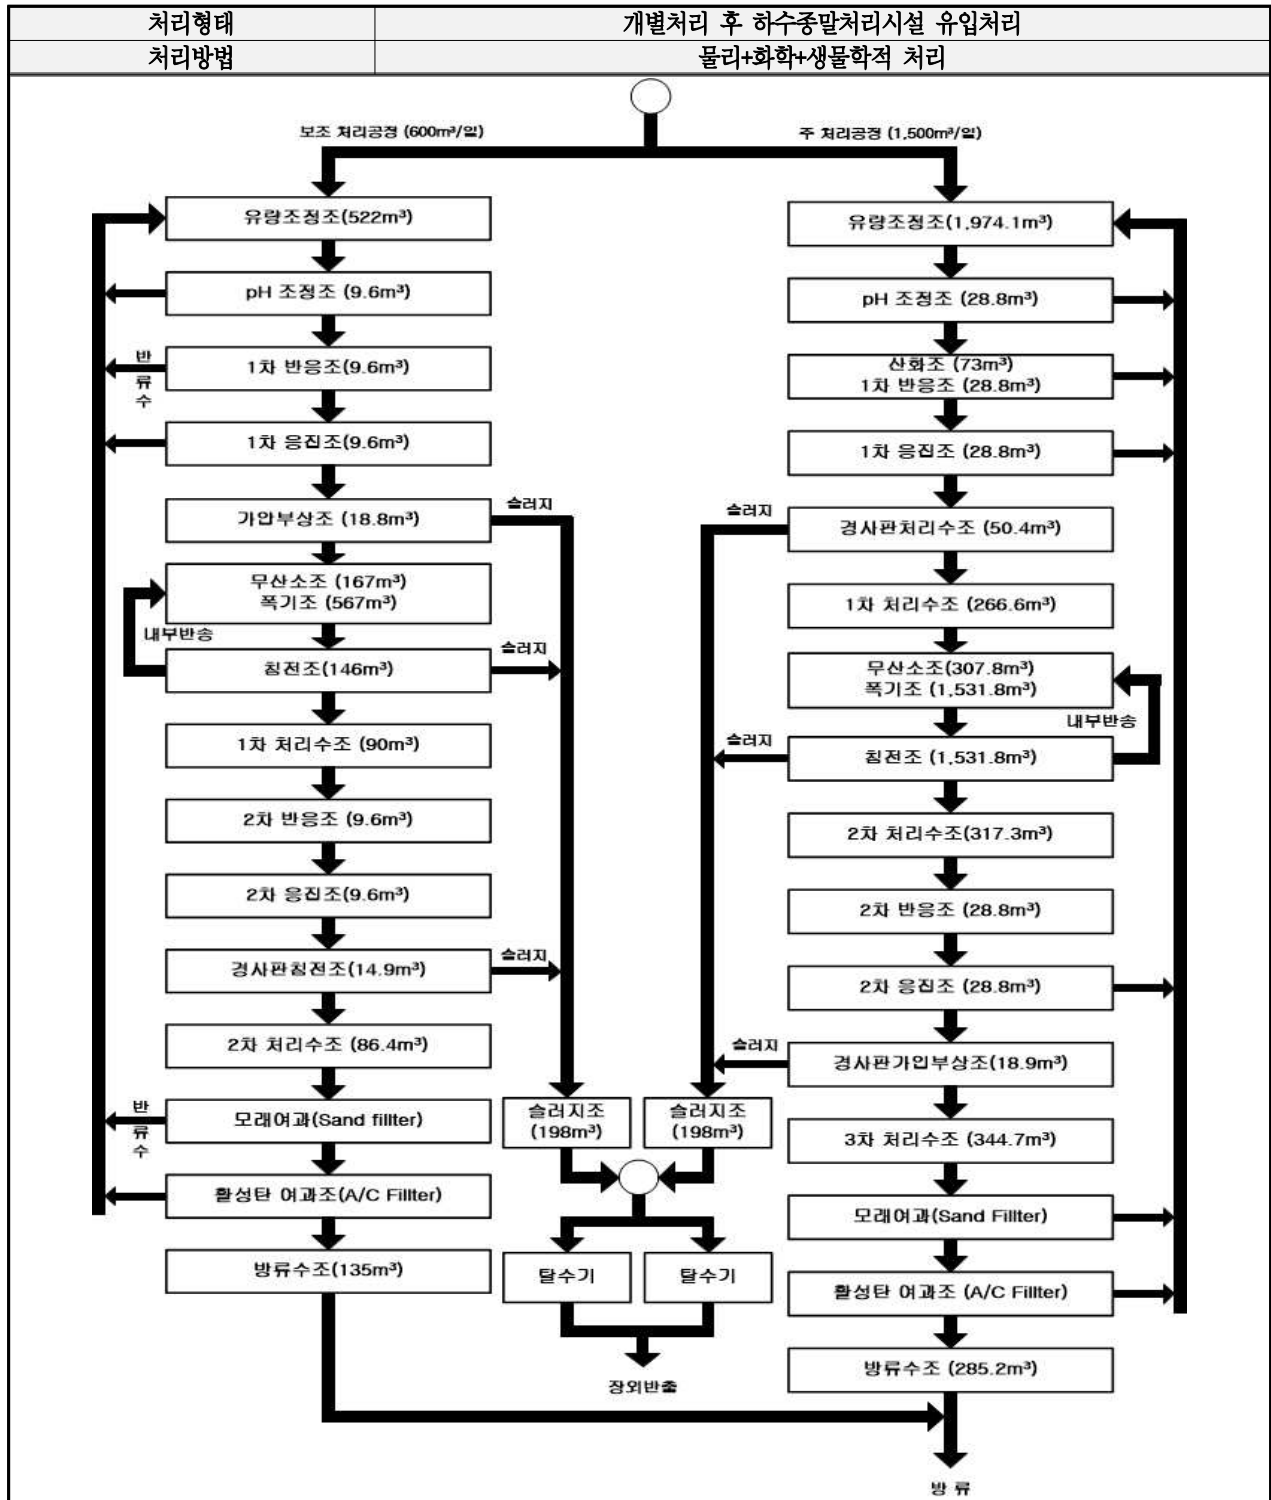 처리형태
개별처리 후 하수종말처리시설 유입처리
처리방법
물리+화학+생물학적 처리
보조 처리공정 (600m³/일)
유량조정조(522m³)
pH 조정조 (9.6m³)
1차 반응조(9.6m³)
반
류
수
1차 응집조(9.6m³)
가압부상조 (18.8m³)
슬러지
무산소조 (167m³)
폭기조 (567m³)
내부반송
침전조(146m³)
슬러지
1차 처리수조 (90m³)
2차 반응조 (9.6m³)
2차 응집조(9.6m³)
경사판침전조(14.9m³)
슬러지
2차 처리수조 (86.4m³)
모래여과(Sand fillter)
반
류
수
활성탄 여과조(A/C Fillter)
방류수조(135m³)
주 처리공정 (1,500m³/일)
유량조정조(1,974.1m³)
pH 조정조 (28.8m³)
산화조 (73m³)
1차 반응조 (28.8m³)
1차 응집조 (28.8m³)
슬러지
경사판처리수조 (50.4m³)
1차 처리수조 (266.6m³)
무산소조(307.8m³)
폭기조 (1,531.8m³)
내부반송
슬러지
침전조 (1,531.8m³)
2차 처리수조(317.3m³)
2차 반응조 (28.8m³)
2차 응집조 (28.8m³)
슬러지
경사판가입부상조(18.9m³)
3차 처리수조 (344.7m³)
모래여과(Sand Fillter)
활성탄 여과조 (A/C Fillter)
방류수조 (285.2m³)
슬러지조
(198m³)
슬러지조
(198m³)
탈수기
탈수기
장외반출
방 류